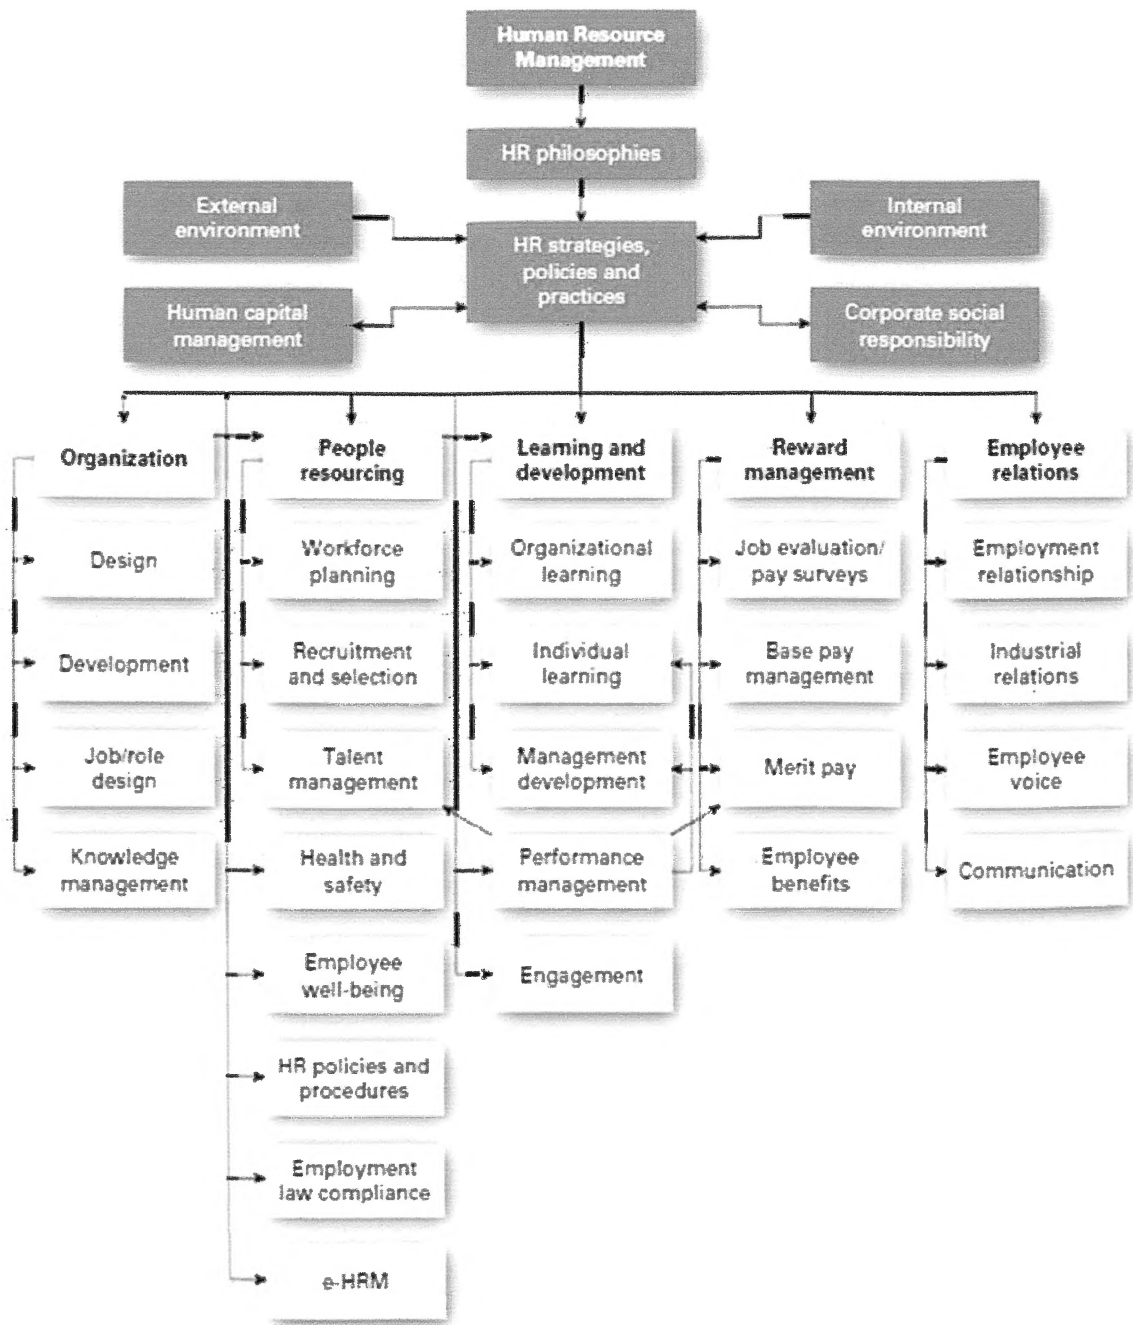 Human Resource
Management
HR philosophies
External
environment
Internal
environment
HR strategies,
policies and
practices
Human capital
management
Corporate social
responsibility
Organization
People
resourcing
Learning and
development
Reward
management
Employee
relations
Design
Workforce
planning
Organizational
learning
Job evaluation/
pay surveys
Employment
relationship
Development
Recruitment
and selection
Individual
learning
Base pay
management
Industrial
relations
Job/role
design
Talent
management
Management
development
Merit pay
Employee
voice
Knowledge
management
Health and
safety
Performance
management
Employee
benefits
Communication
Employee
well-being
Engagement
HR policies and
procedures
Employment
law compliance
e-HRM